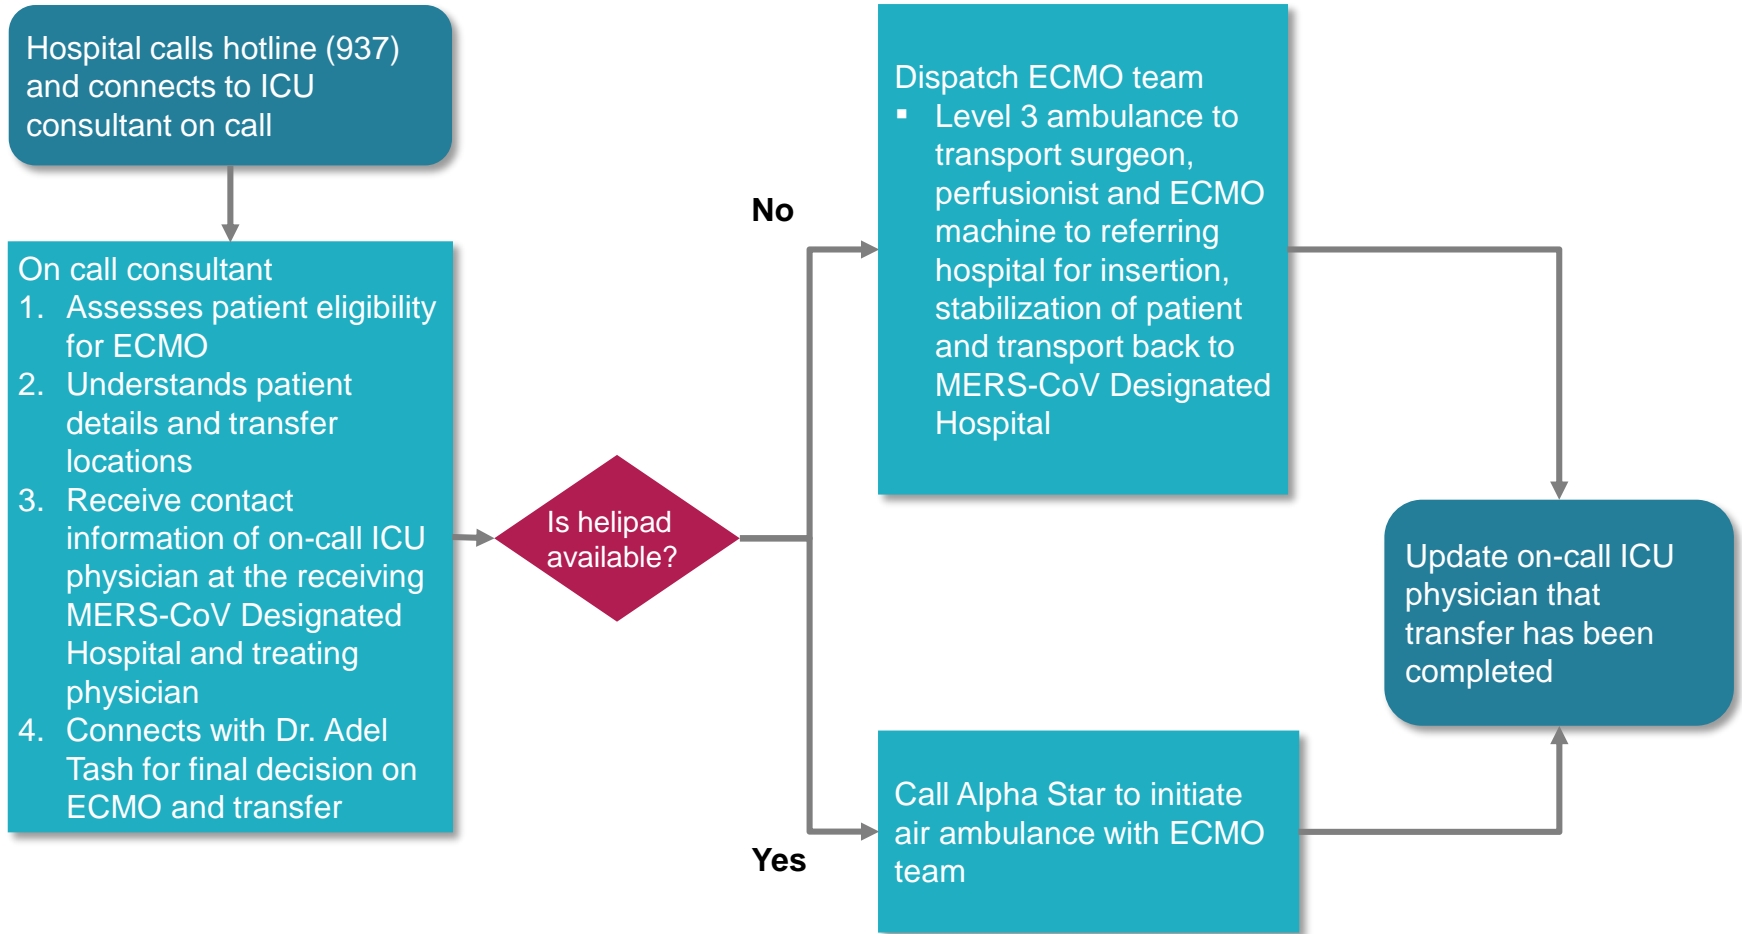 Hospital calls hotline (937)
and connects to ICU
consultant on call
On call consultant
1. Assesses patient eligibility
for ECMO
2. Understands patient
details and transfer
locations
3. Receive contact
information of on-call ICU
physician at the receiving
MERS-CoV Designated
Hospital and treating
physician
4. Connects with Dr. Adel
Tash for final decision on
ECMO and transfer
Is helipad
available?
No
Dispatch ECMO team
▪ Level 3 ambulance to
transport surgeon,
perfusionist and ECMO
machine to referring
hospital for insertion,
stabilization of patient
and transport back to
MERS-CoV Designated
Hospital
Yes
Call Alpha Star to initiate
air ambulance with ECMO
team
Update on-call ICU
physician that
transfer has been
completed